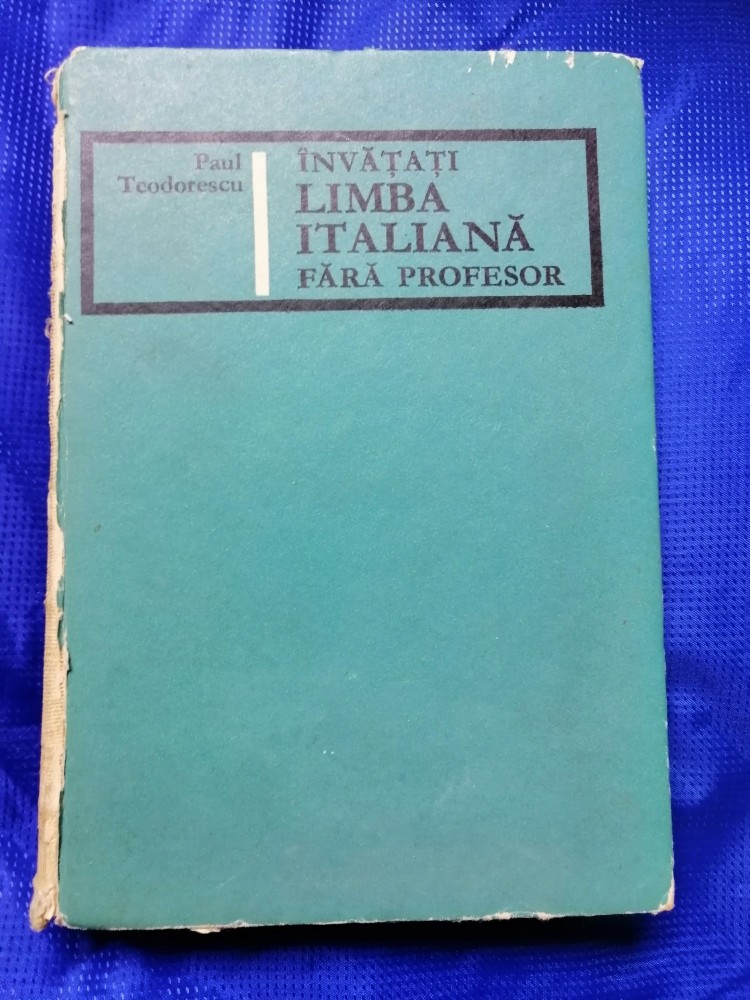 Paul
Teodorescu
ÎNVĂȚAȚI
LIMBA
ITALIANĂ
FĂRĂ PROFESOR